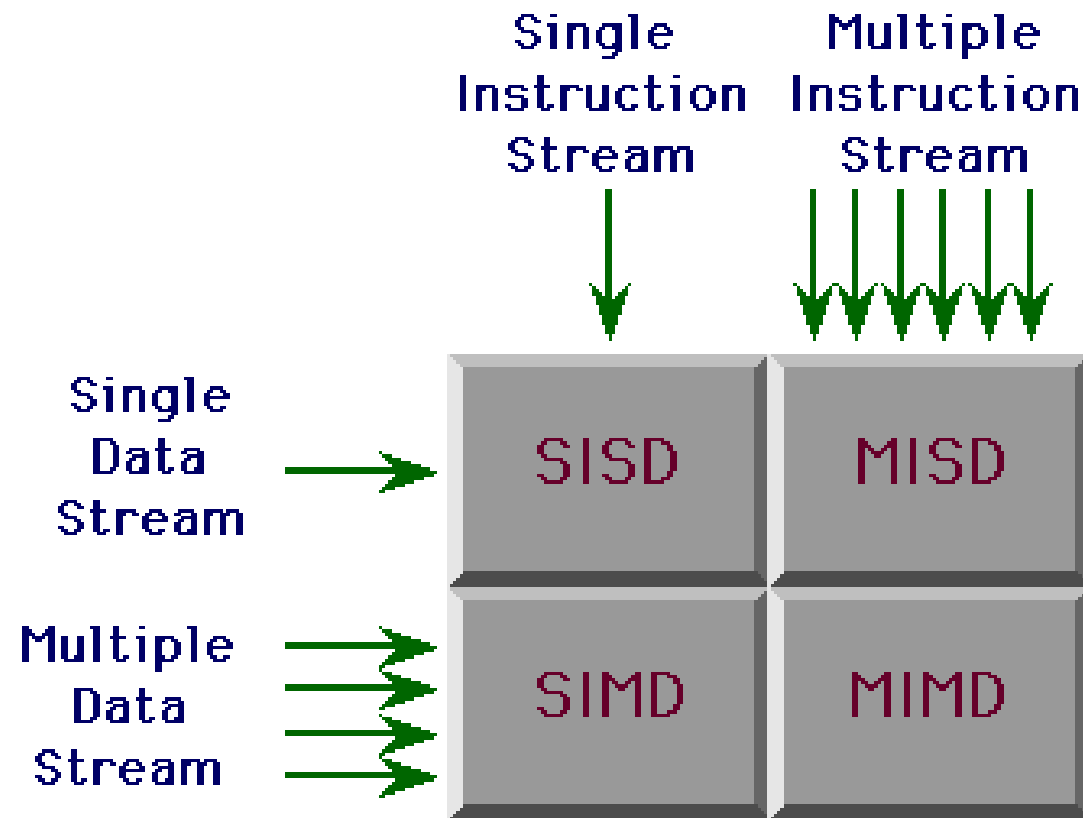 Single
Instruction
Stream
Multiple
Instruction
Stream
Single
Data
Stream
SISD
MISD
Multiple
Data
Stream
SIMD
MIMD